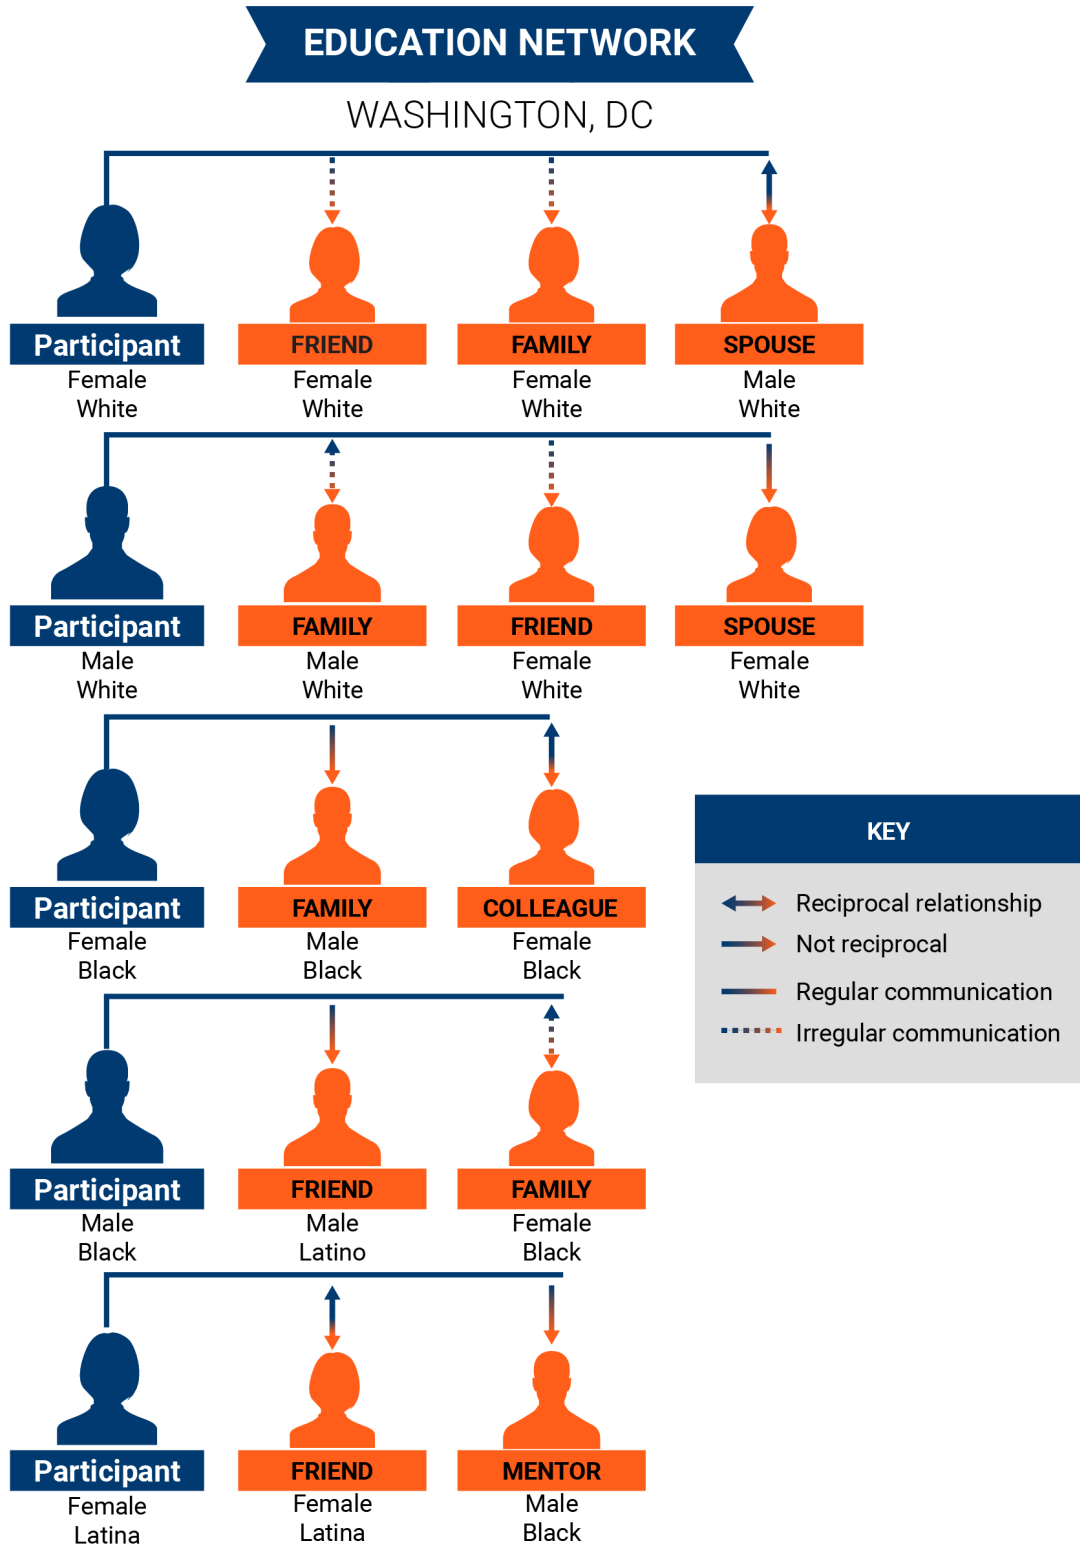 EDUCATION NETWORK
WASHINGTON, DC
Participant FRIEND FAMILY SPOUSE
Female Female Female Male
White White White White
Participant FAMILY FRIEND SPOUSE
Male Male Female Female
White White White White
Participant FAMILY COLLEAGUE
Female Male Female
Black Black Black
KEY
Reciprocal relationship
Not reciprocal
Regular communication
Irregular communication
Participant FRIEND FAMILY
Male Male Female
Black Latino Black
Participant FRIEND MENTOR
Female Female Male
Latina Latina Black